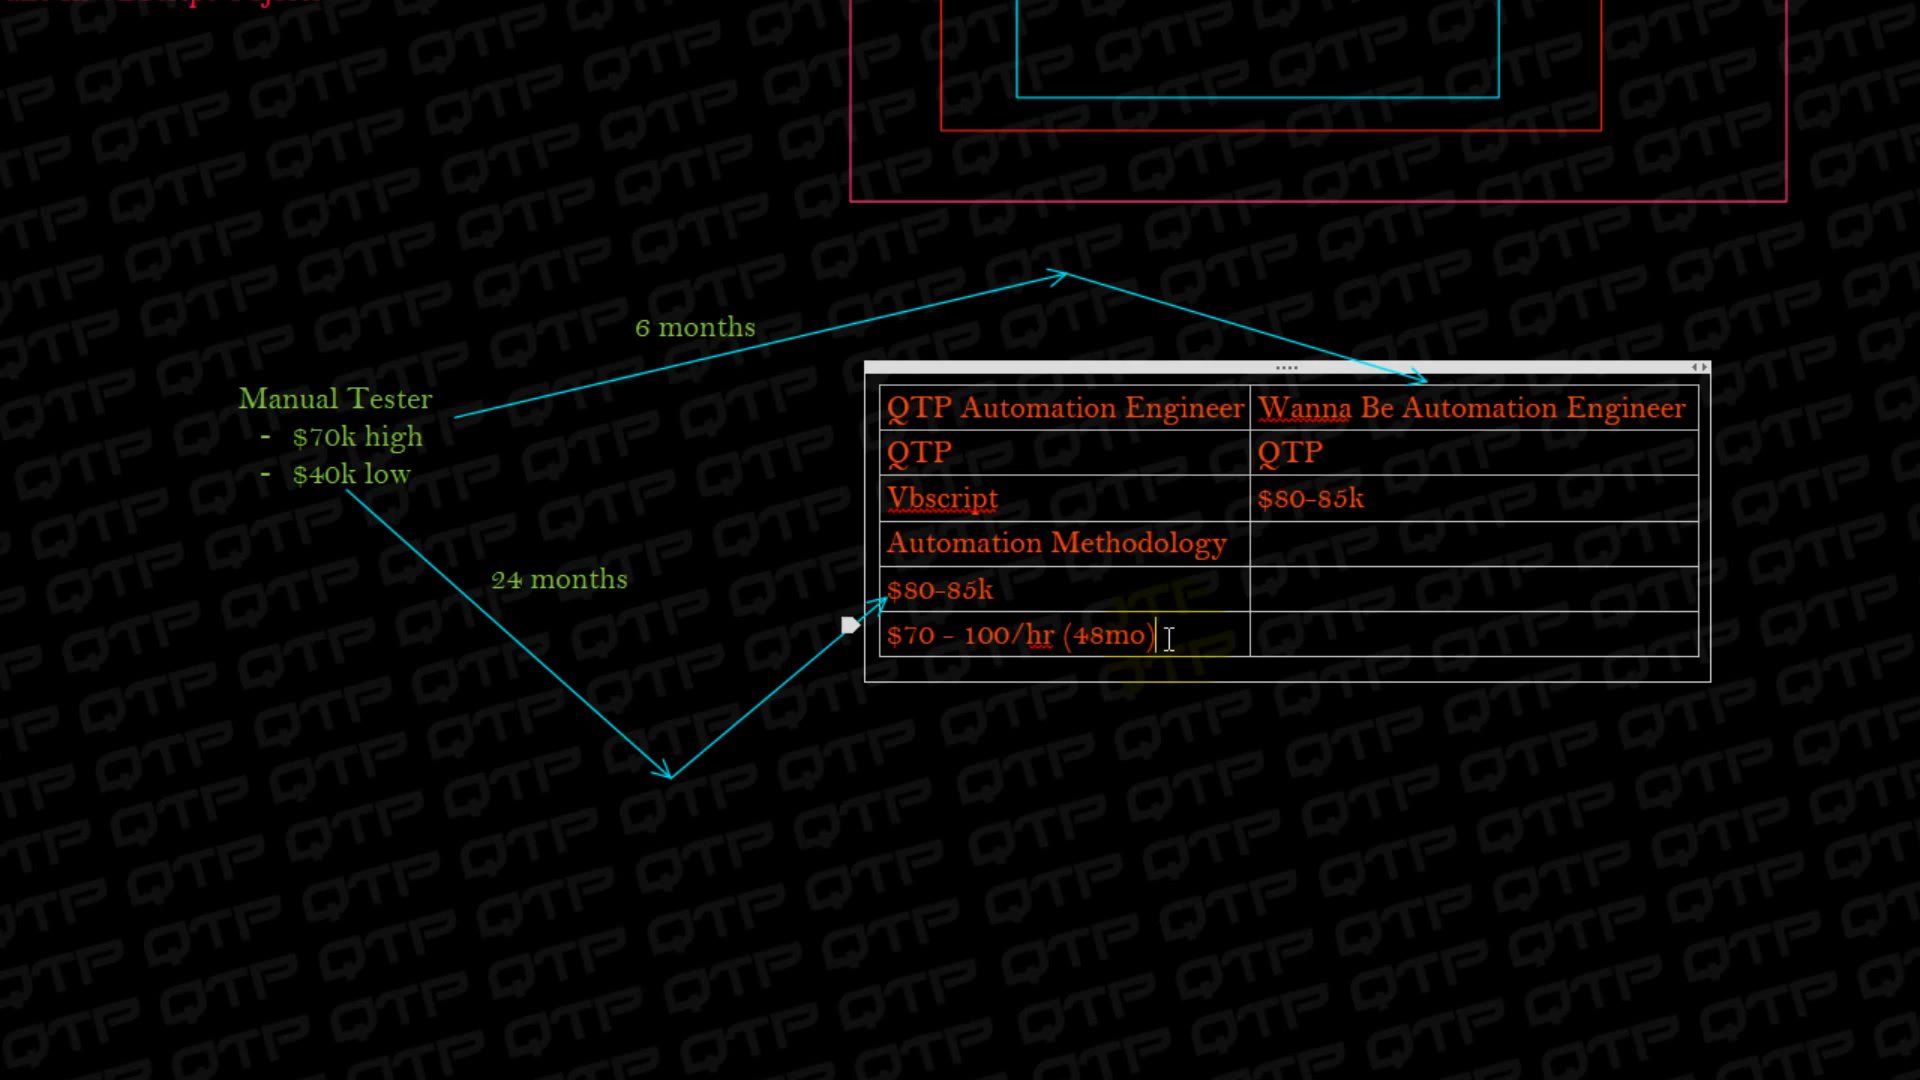 6 months
Manual Tester
- $70k high
- $40k low
24 months
QTP Automation Engineer Wanna Be Automation Engineer
QTP QTP
Vbscript $80-85k
Automation Methodology
$80-85k
$70 - 100/hr (48mo)